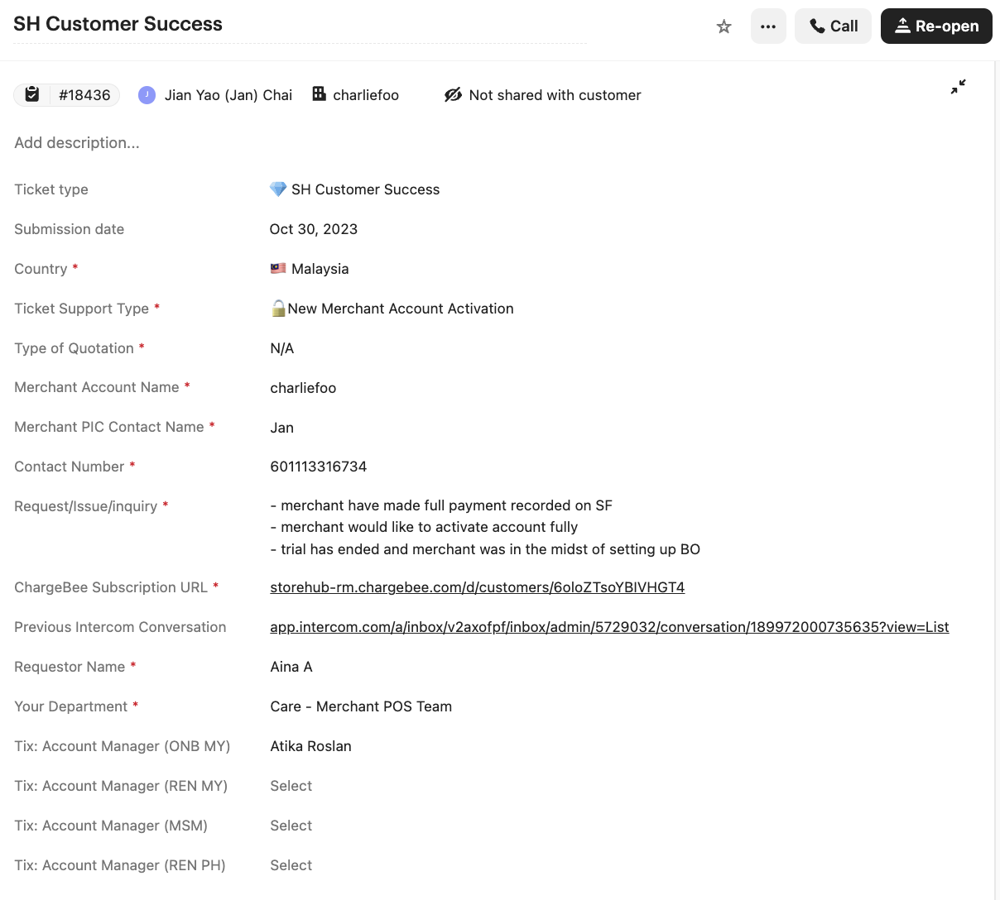 SH Customer Success
Call
Re-open
#18436
J
Jian Yao (Jan) Chai
charliefoo
Not shared with customer
Add description...
Ticket type
SH Customer Success
Submission date
Oct 30, 2023
Country *
Malaysia
Ticket Support Type *
New Merchant Account Activation
Type of Quotation *
N/A
Merchant Account Name *
charliefoo
Merchant PIC Contact Name *
Jan
Contact Number *
601113316734
Request/Issue/inquiry *
- merchant have made full payment recorded on SF
- merchant would like to activate account fully
- trial has ended and merchant was in the midst of setting up BO
ChargeBee Subscription URL *
storehub-rm.chargebee.com/d/customers/6oloZTsoYBIVHGT4
Previous Intercom Conversation
app.intercom.com/a/inbox/v2axofpf/inbox/admin/5729032/conversation/189972000735635?view=List
Requestor Name *
Aina A
Your Department *
Care - Merchant POS Team
Tix: Account Manager (ONB MY)
Atika Roslan
Tix: Account Manager (REN MY)
Select
Tix: Account Manager (MSM)
Select
Tix: Account Manager (REN PH)
Select